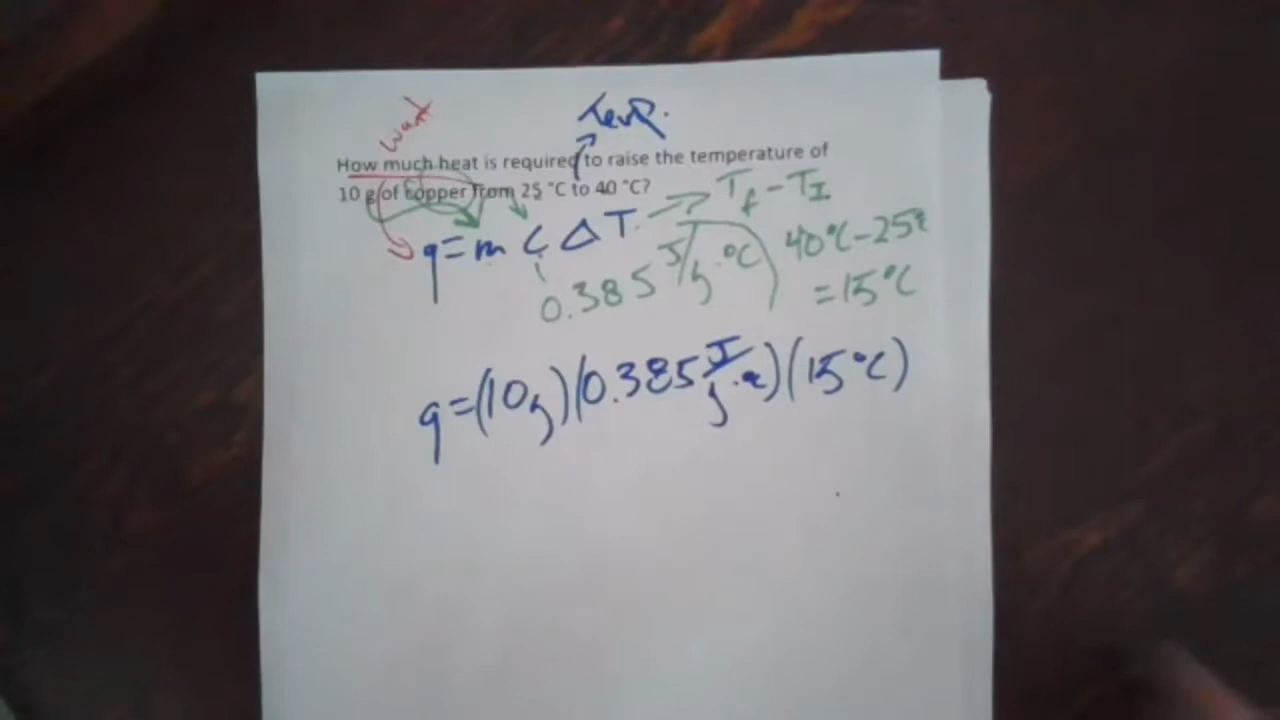 want
Temp.
How much heat is required to raise the temperature of
10 g of copper from 25 °C to 40 °C?
q=m C ΔT → Tf-TI
0.385 J/g·°C 40°C-25°C
=15°C
q=(10g)(0.385 J/g·°C)(15°C)